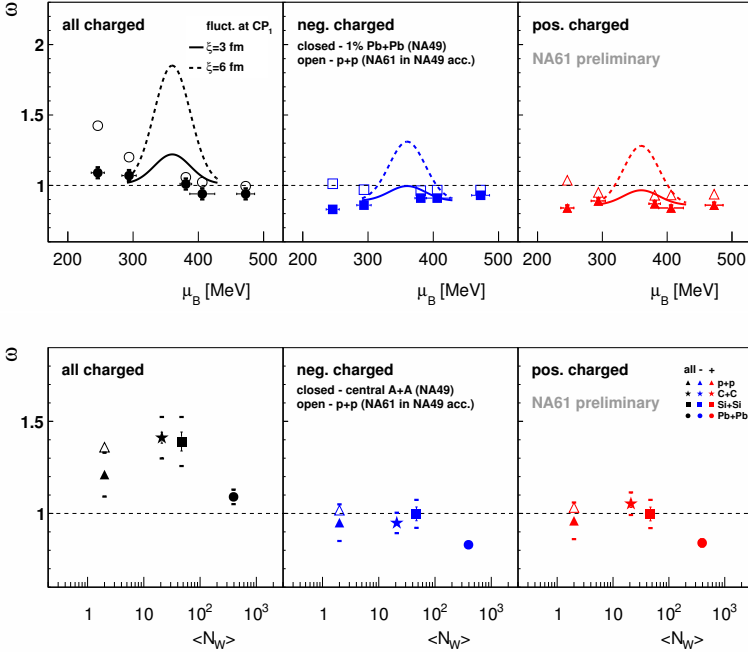 ω
all charged
fluct. at CP1
ξ=3 fm
ξ=6 fm
neg. charged
closed - 1% Pb+Pb (NA49)
open - p+p (NA61 in NA49 acc.)
pos. charged
NA61 preliminary
2
1.5
1
200 300 400 500
200 300 400 500
200 300 400 500
μB [MeV]
μB [MeV]
μB [MeV]
ω
all charged
neg. charged
closed - central A+A (NA49)
open - p+p (NA61 in NA49 acc.)
pos. charged
NA61 preliminary
all - +
p+p
C+C
Si+Si
Pb+Pb
1.5
1
1 10 10² 10³
1 10 10² 10³
1 10 10² 10³
<NW>
<NW>
<NW>